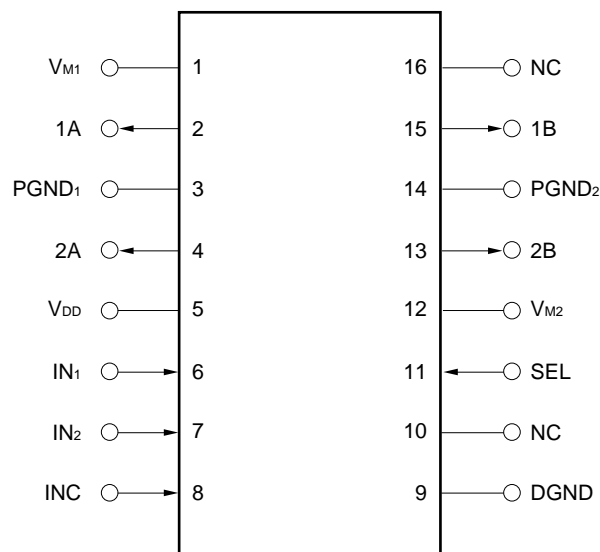 VM1 1 16 NC
1A 2 15 1B
PGND1 3 14 PGND2
2A 4 13 2B
VDD 5 12 VM2
IN1 6 11 SEL
IN2 7 10 NC
INC 8 9 DGND